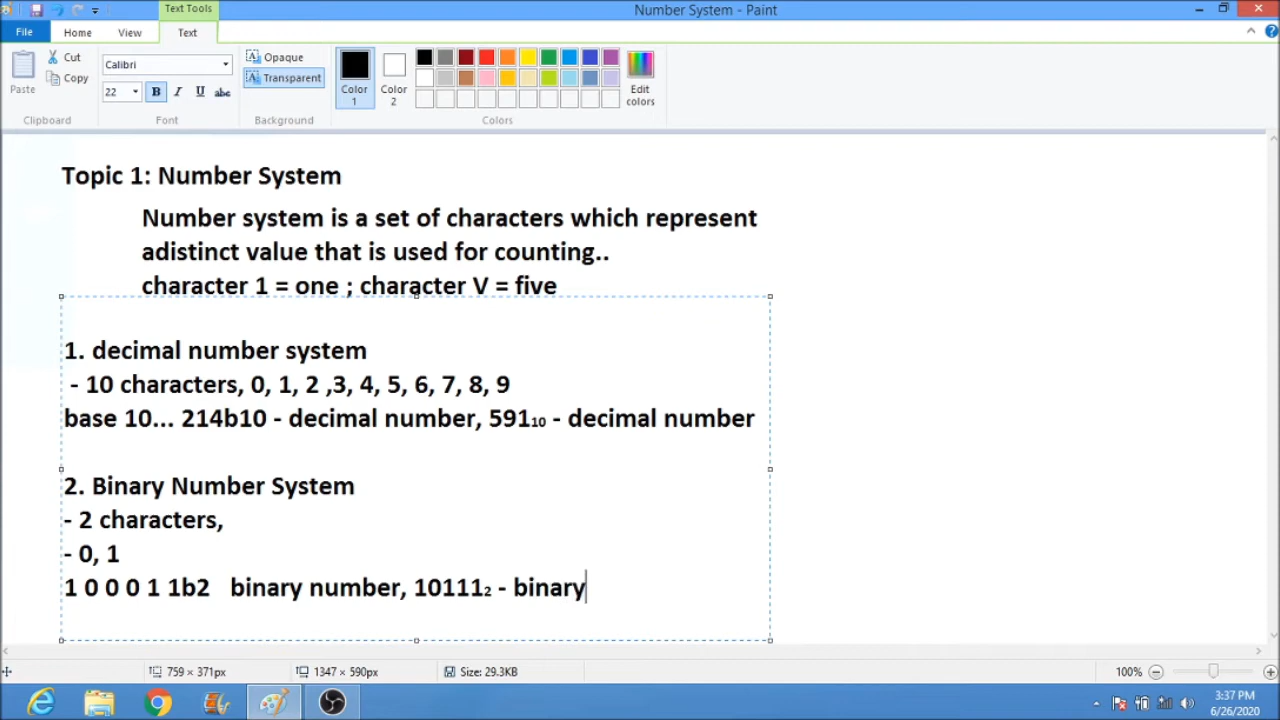 Text Tools
Number System - Paint
File
Home
View
Text
Paste
Cut
Copy
Clipboard
Calibri
22
B I U abc
Font
Opaque
Transparent
Background
Color 1
Color 2
Edit colors
Colors
Topic 1: Number System
Number system is a set of characters which represent
adistinct value that is used for counting..
character 1 = one ; character V = five
1. decimal number system
- 10 characters, 0, 1, 2 ,3, 4, 5, 6, 7, 8, 9
base 10... 214b10 - decimal number, 591₁₀ - decimal number
2. Binary Number System
- 2 characters,
- 0, 1
1 0 0 0 1 1b2   binary number, 10111₂ - binary
759 × 371px
1347 × 590px
Size: 29.3KB
100%
3:37 PM
6/26/2020